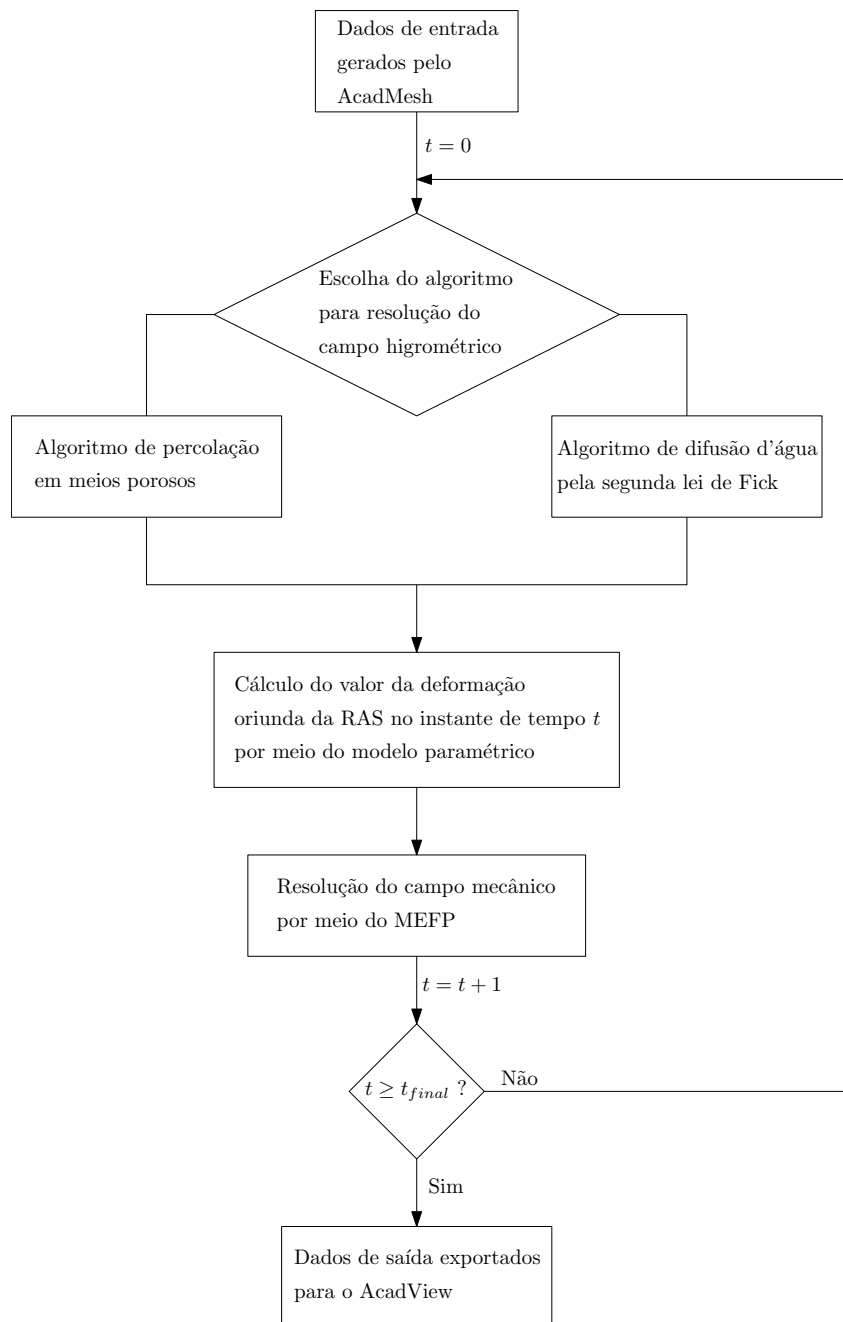 Dados de entrada
gerados pelo
AcadMesh
t = 0
Escolha do algoritmo
para resolução do
campo higrométrico
Algoritmo de percolação
em meios porosos
Algoritmo de difusão d'água
pela segunda lei de Fick
Cálculo do valor da deformação
oriunda da RAS no instante de tempo t
por meio do modelo paramétrico
Resolução do campo mecânico
por meio do MEFP
t = t + 1
t ≥ t_{final} ?
Não
Sim
Dados de saída exportados
para o AcadView